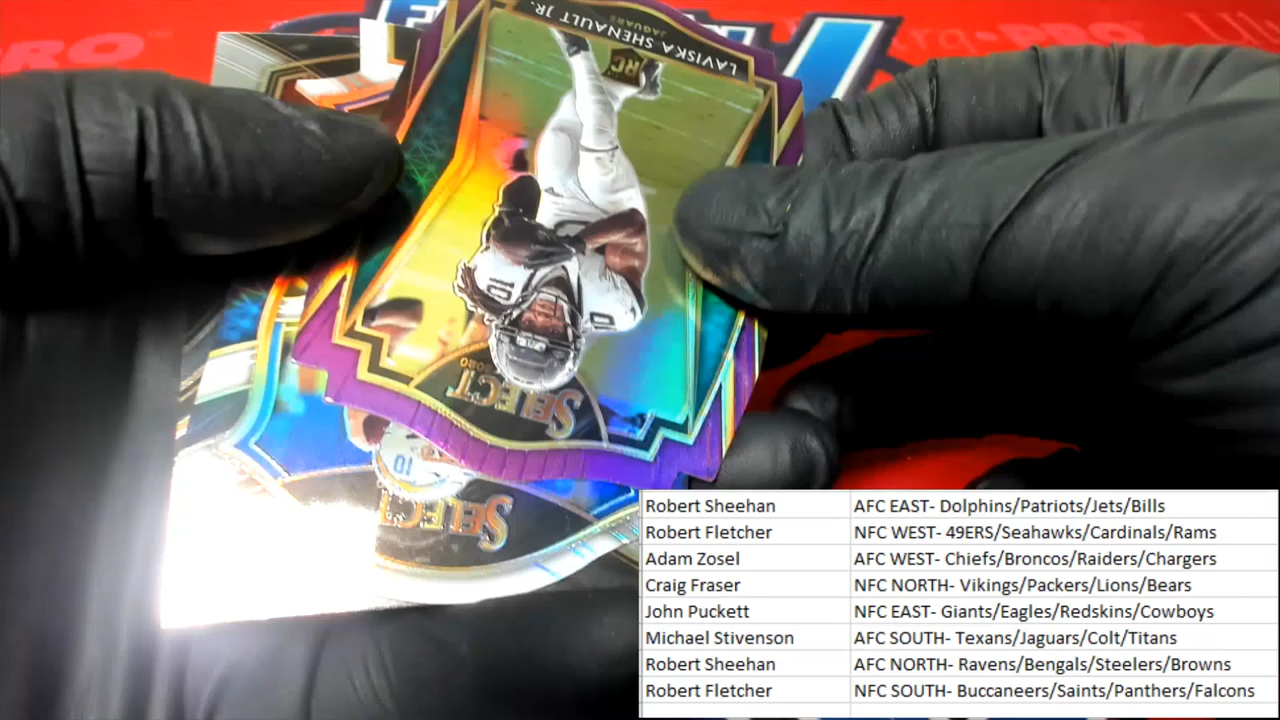 PRO
LAVISKA SHENAULT JR.
JAGUARS
RC
10
SELECT
2020
10
SELECT
Robert Sheehan AFC EAST- Dolphins/Patriots/Jets/Bills
Robert Fletcher NFC WEST- 49ERS/Seahawks/Cardinals/Rams
Adam Zosel AFC WEST- Chiefs/Broncos/Raiders/Chargers
Craig Fraser NFC NORTH- Vikings/Packers/Lions/Bears
John Puckett NFC EAST- Giants/Eagles/Redskins/Cowboys
Michael Stivenson AFC SOUTH- Texans/Jaguars/Colt/Titans
Robert Sheehan AFC NORTH- Ravens/Bengals/Steelers/Browns
Robert Fletcher NFC SOUTH- Buccaneers/Saints/Panthers/Falcons